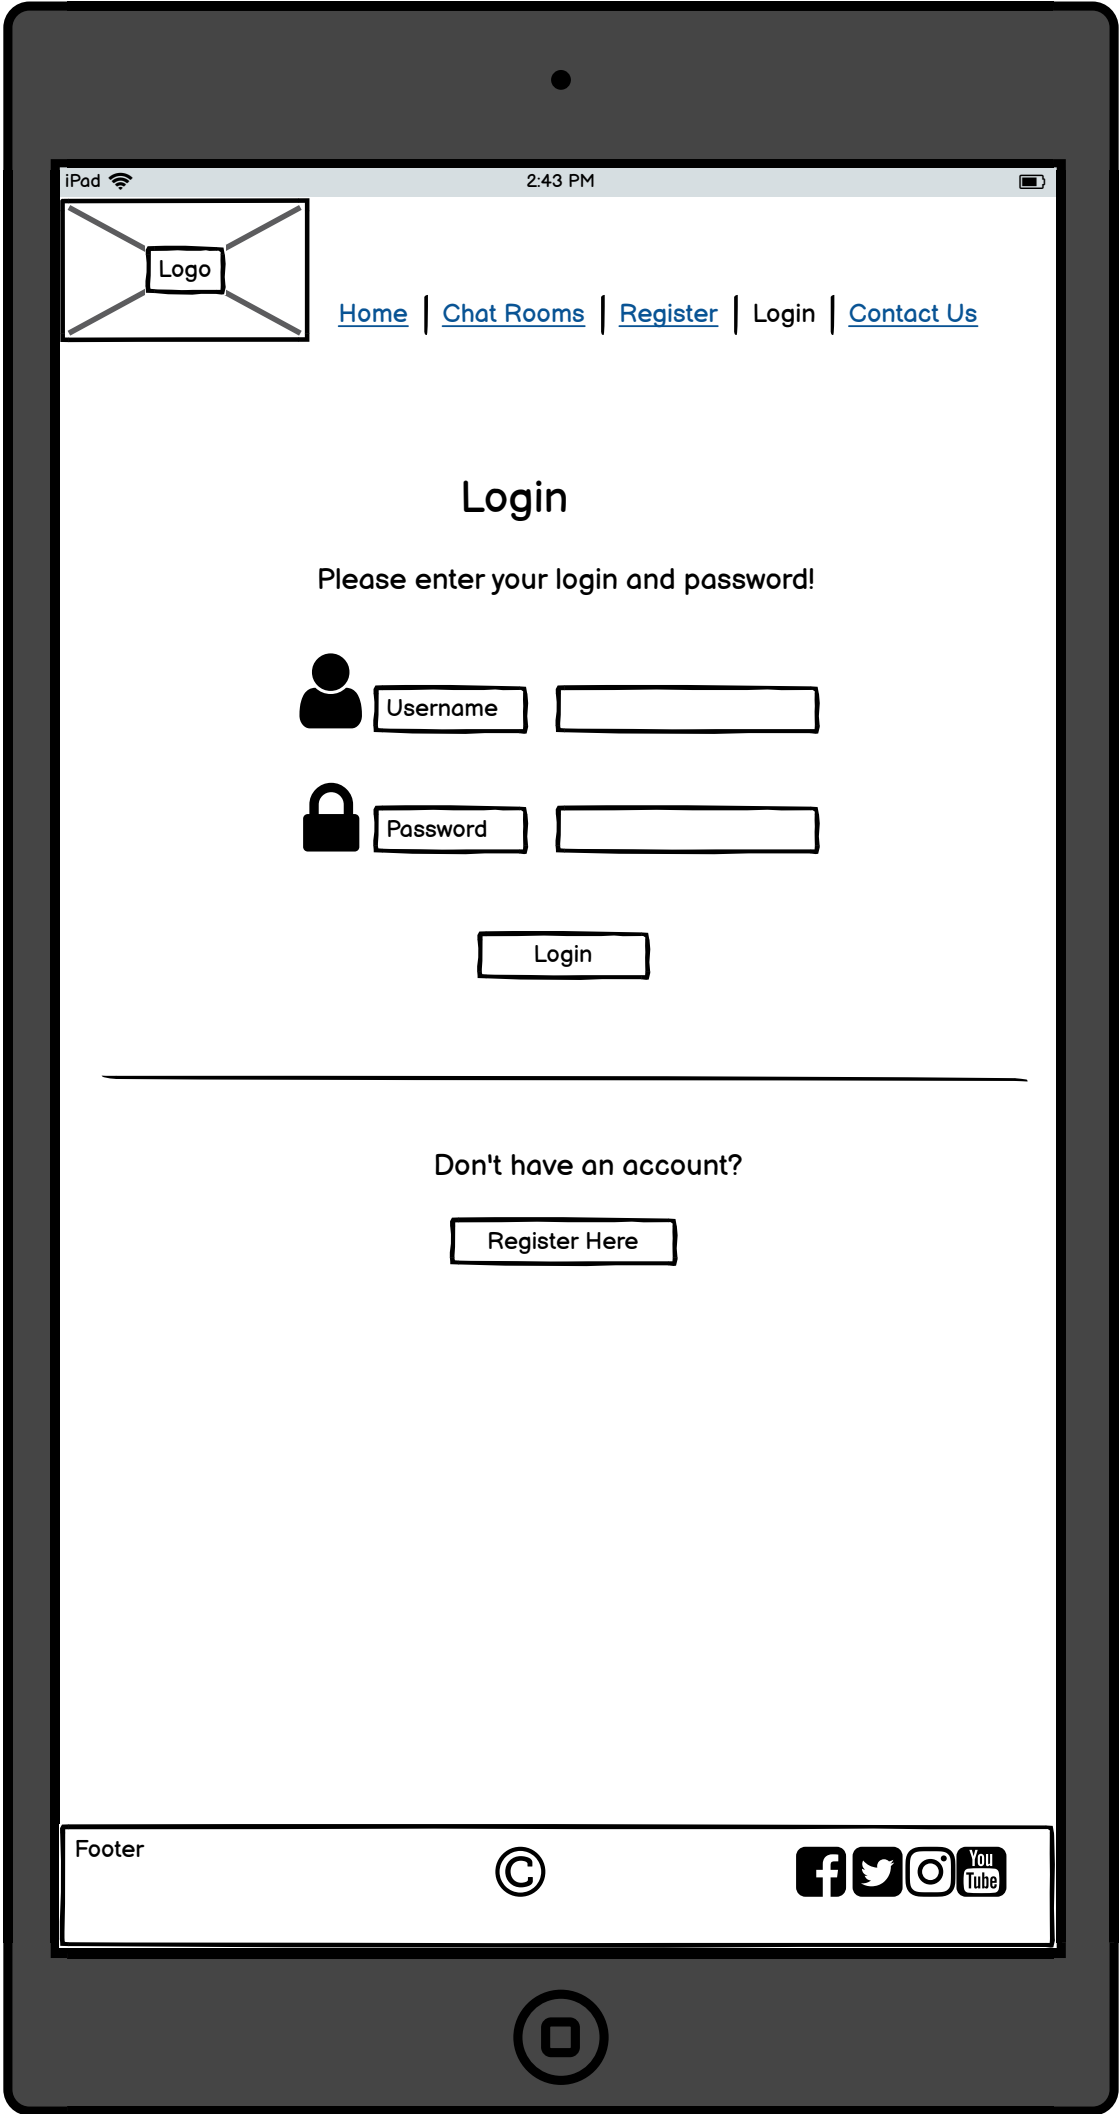 iPad 2:43 PM
Logo
Home Chat Rooms Register Login Contact Us
Login
Please enter your login and password!
Username
Password
Login
Don't have an account?
Register Here
Footer © You Tube